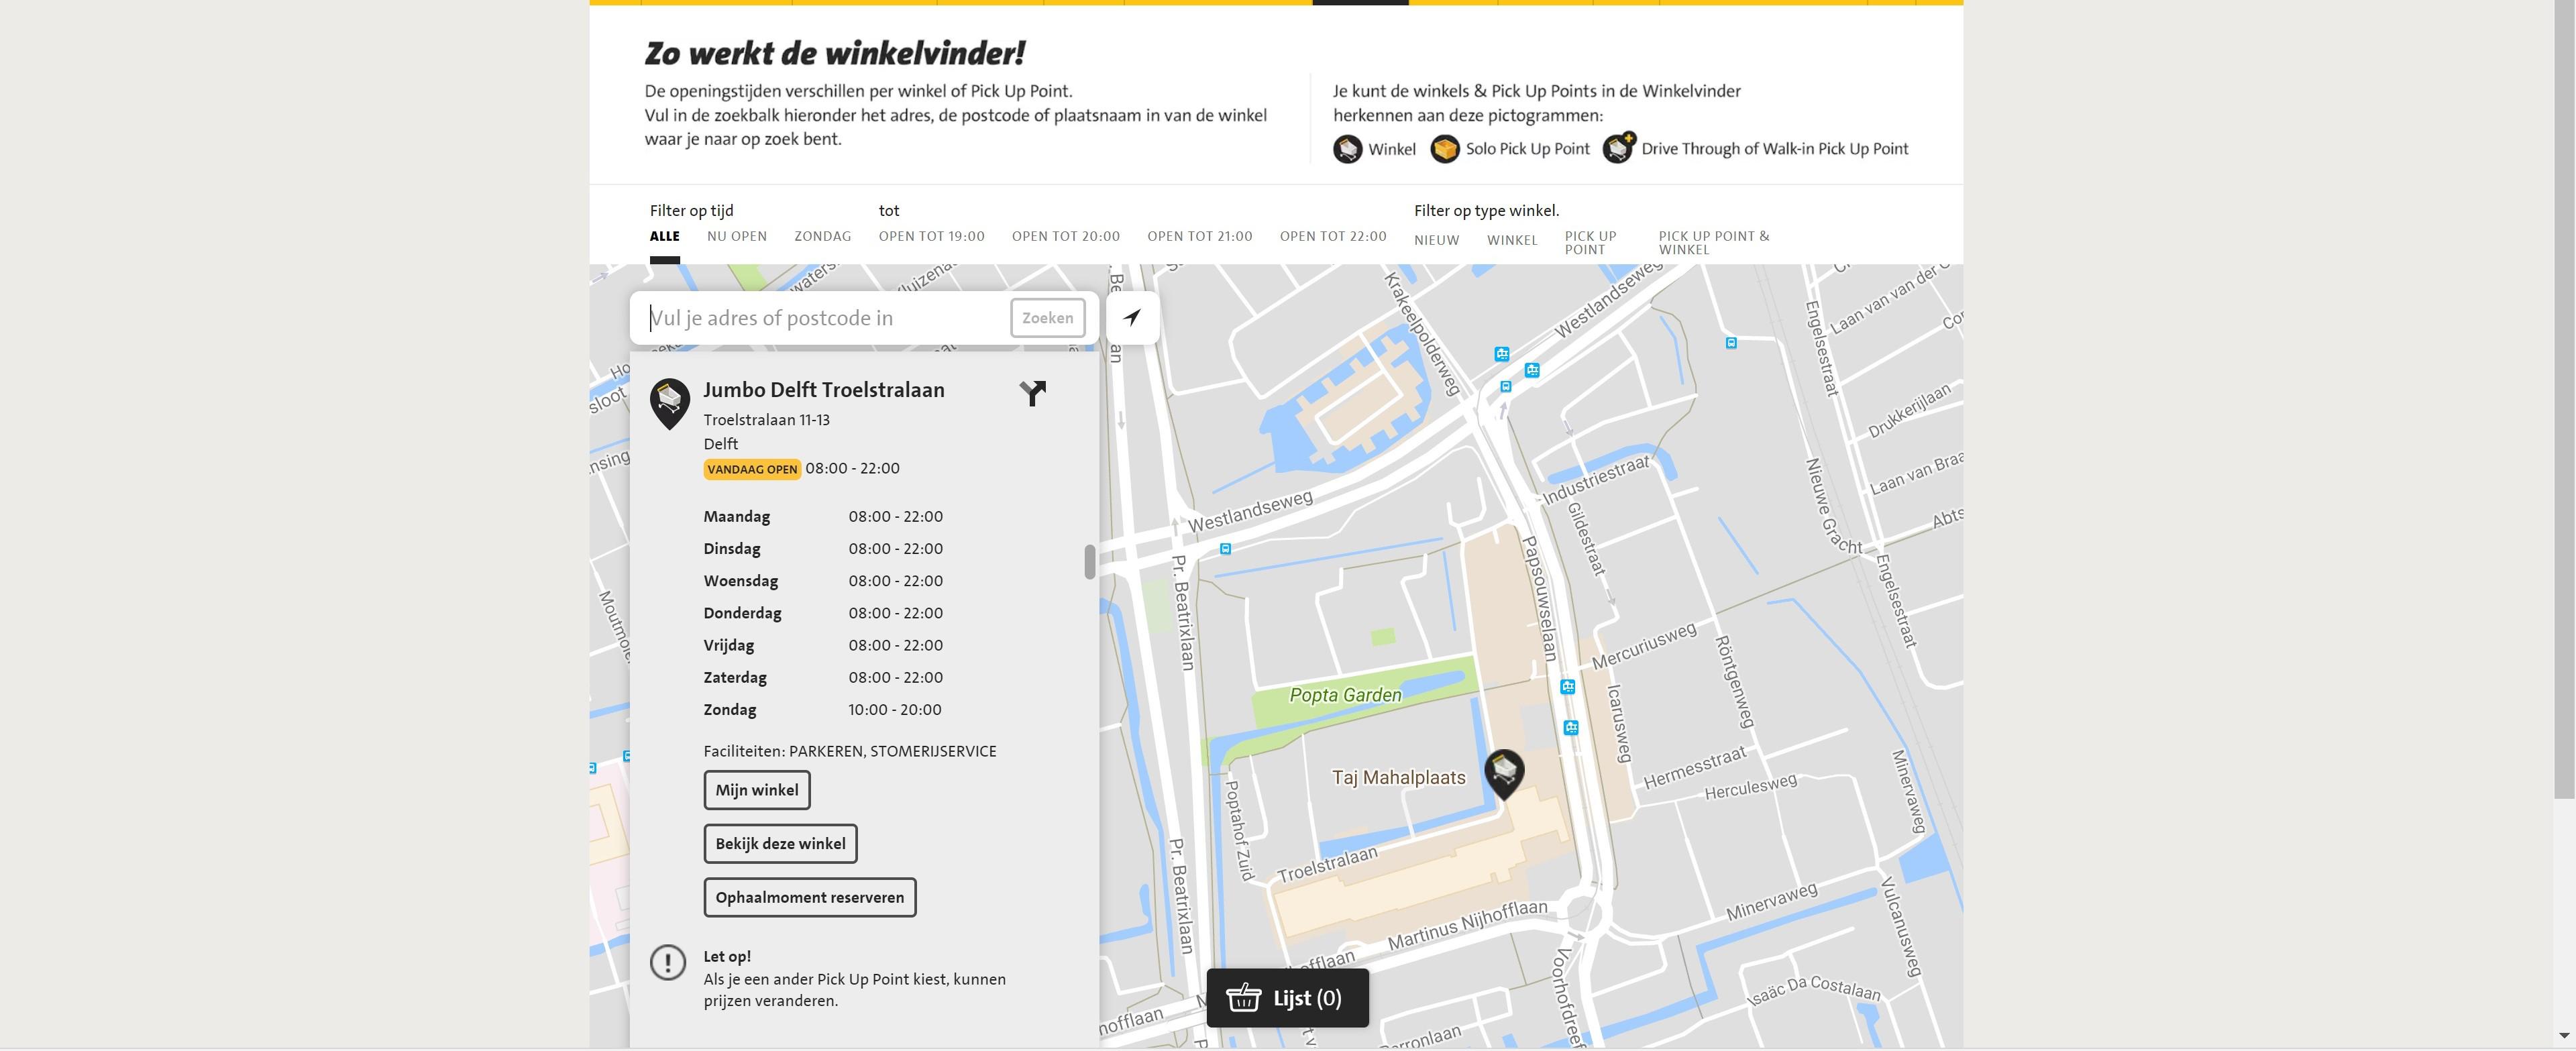 Zo werkt de winkelvinder!
De openingstijden verschillen per winkel of Pick Up Point.
Vul in de zoekbalk hieronder het adres, de postcode of plaatsnaam in van de winkel
waar je naar op zoek bent.
Je kunt de winkels & Pick Up Points in de Winkelvinder
herkennen aan deze pictogrammen:
Winkel Solo Pick Up Point Drive Through of Walk-in Pick Up Point
Filter op tijd
ALLE NU OPEN ZONDAG
tot
OPEN TOT 19:00 OPEN TOT 20:00 OPEN TOT 21:00 OPEN TOT 22:00
Filter op type winkel.
NIEUW WINKEL
PICK UP
POINT
PICK UP POINT &
WINKEL
Vul je adres of postcode in
Zoeken
Jumbo Delft Troelstralaan
Troelstralaan 11-13
Delft
VANDAAG OPEN 08:00 - 22:00
Maandag 08:00 - 22:00
Dinsdag 08:00 - 22:00
Woensdag 08:00 - 22:00
Donderdag 08:00 - 22:00
Vrijdag 08:00 - 22:00
Zaterdag 08:00 - 22:00
Zondag 10:00 - 20:00
Faciliteiten: PARKEREN, STOMERIJSERVICE
Mijn winkel
Bekijk deze winkel
Ophaalmoment reserveren
Let op!
Als je een ander Pick Up Point kiest, kunnen
prijzen veranderen.
Krakeelpolderweg
Westlandseweg
Engelsestraat
Laan van van der
Drukkerijlaan
Laan van Braa
Abts
Nieuwe Gracht
Engelsestraat
Industriestraat
Gildestraat
Westlandseweg
Pr. Beatrixlaan
Papsouwselaan
Mercuriusweg
Röntgenweg
Icarusweg
Popta Garden
Taj Mahalplaats
Hermesstraat
Herculesweg
Minervaweg
Poptahof Zuid
Troelstralaan
Pr. Beatrixlaan
Martinus Nijhofflaan
Minervaweg
Vulcanusweg
Voorhofdreef
Isaäc Da Costalaan
hofflaan
nofflaan
Lijst (0)